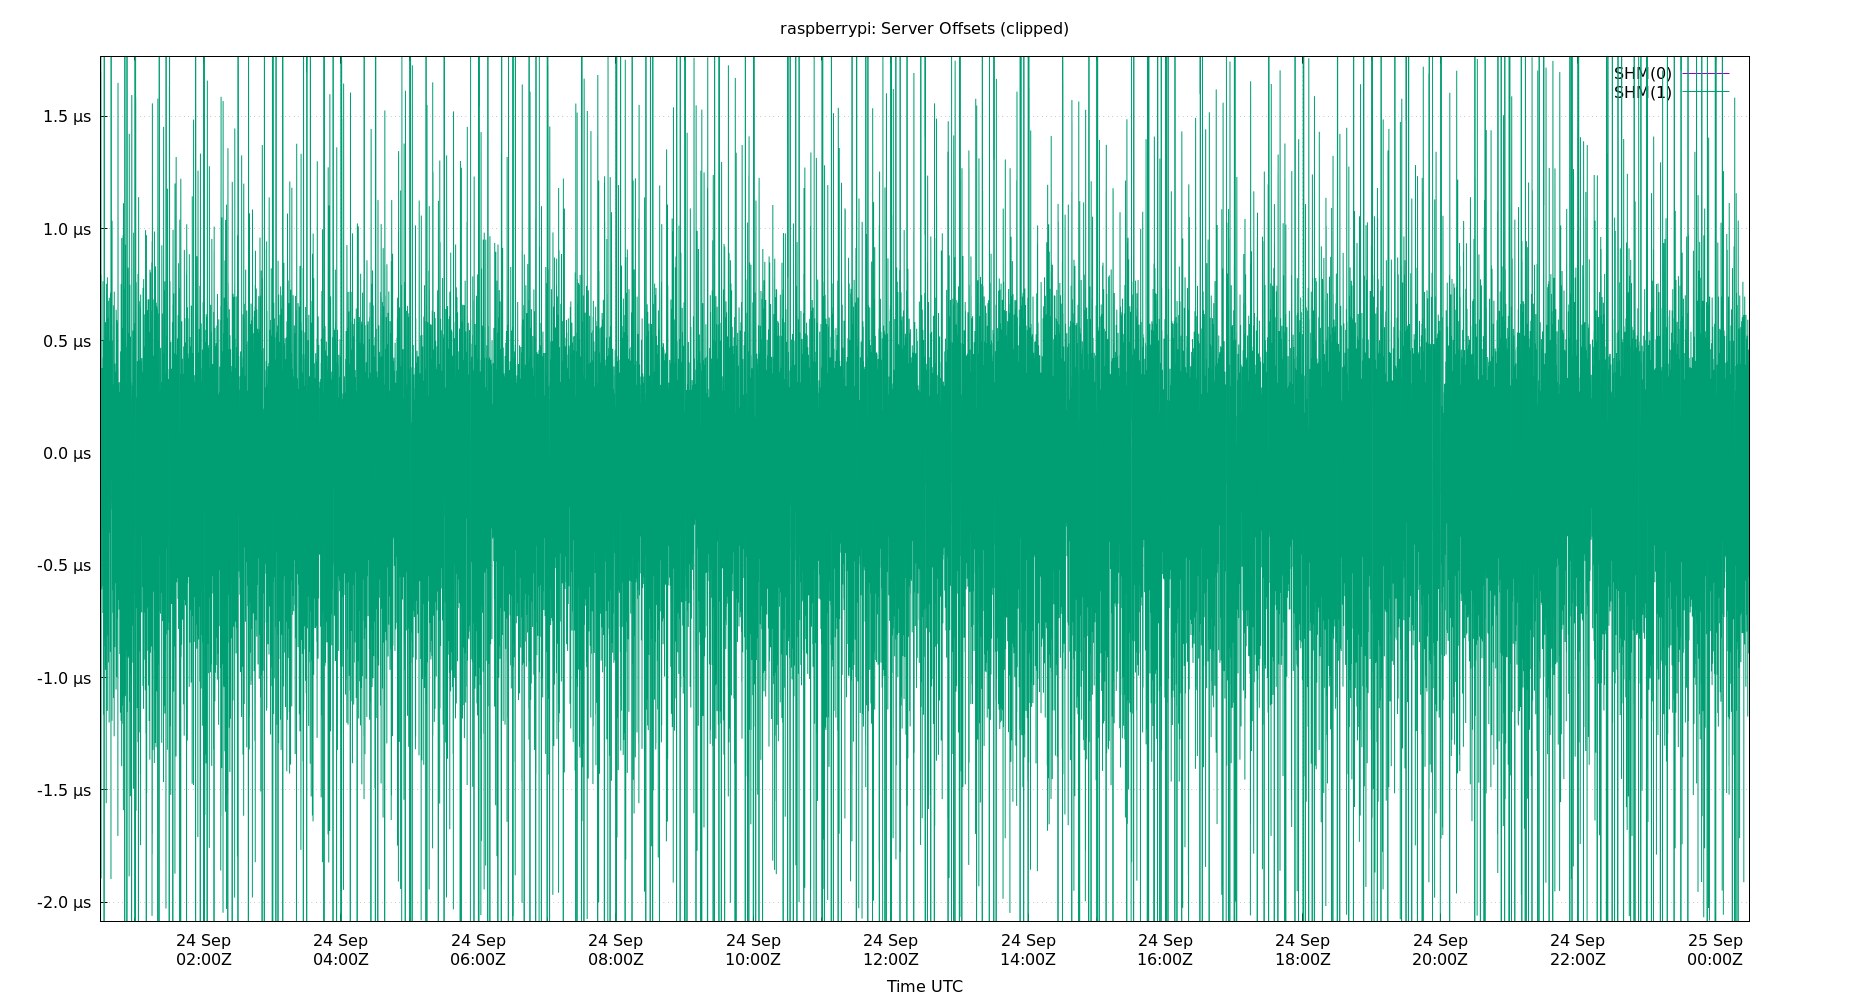 raspberrypi: Server Offsets (clipped)
SHM(0)
SHM(1)
1.5 µs
1.0 µs
0.5 µs
0.0 µs
-0.5 µs
-1.0 µs
-1.5 µs
-2.0 µs
24 Sep 24 Sep 24 Sep 24 Sep 24 Sep 24 Sep 24 Sep 24 Sep 24 Sep 24 Sep 24 Sep 25 Sep
02:00Z 04:00Z 06:00Z 08:00Z 10:00Z 12:00Z 14:00Z 16:00Z 18:00Z 20:00Z 22:00Z 00:00Z
Time UTC